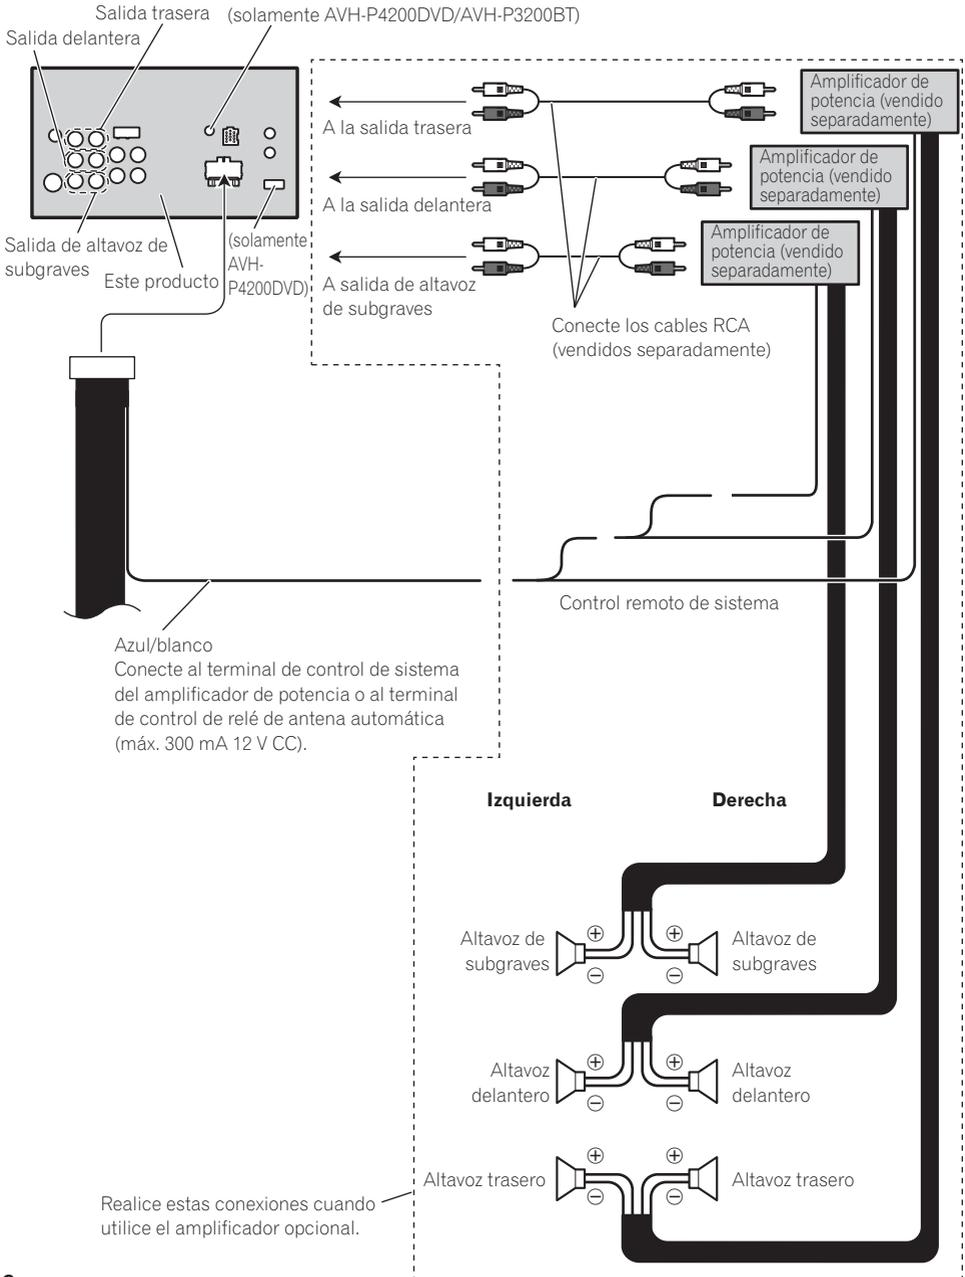 Salida trasera
(solamente AVH-P4200DVD/AVH-P3200BT)
Salida delantera
A la salida trasera
Amplificador de
potencia (vendido
separadamente)
A la salida delantera
Amplificador de
potencia (vendido
separadamente)
Salida de altavoz de
subgraves
Este producto
(solamente
AVH-
P4200DVD)
A salida de altavoz
de subgraves
Amplificador de
potencia (vendido
separadamente)
Conecte los cables RCA
(vendidos separadamente)
Control remoto de sistema
Azul/blanco
Conecte al terminal de control de sistema
del amplificador de potencia o al terminal
de control de relé de antena automática
(máx. 300 mA 12 V CC).
Izquierda
Derecha
Altavoz de
subgraves
+
−
+
−
Altavoz de
subgraves
Altavoz
delantero
+
−
+
−
Altavoz
delantero
Altavoz trasero
+
−
+
−
Altavoz trasero
Realice estas conexiones cuando
utilice el amplificador opcional.